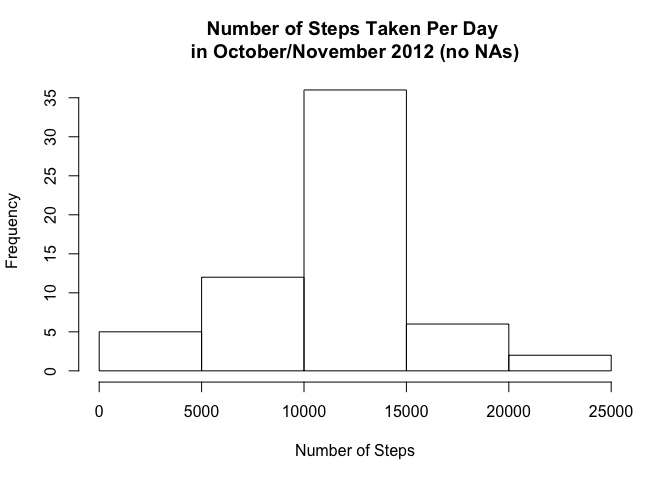 Number of Steps Taken Per Day
in October/November 2012 (no NAs)
Frequency
35
30
25
20
15
10
5
0
0 5000 10000 15000 20000 25000
Number of Steps